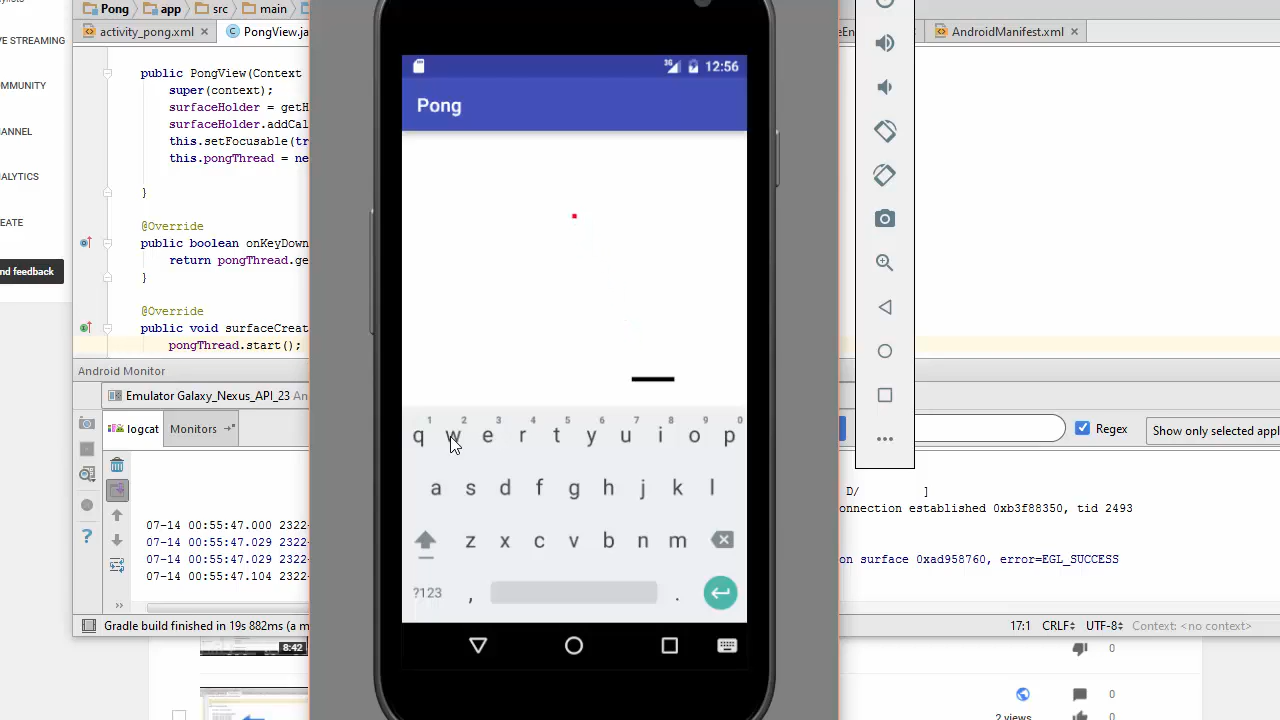 Pong app src main
activity_pong.xml PongView.ja AndroidManifest.xml
VE STREAMING
OMMUNITY
HANNEL
ALYTICS
EATE
nd feedback
public PongView(Context
super(context);
surfaceHolder = getH
surfaceHolder.addCal
this.setFocusable(tr
this.pongThread = ne
}
@Override
public boolean onKeyDown
return pongThread.ge
}
@Override
public void surfaceCreat
pongThread.start();
3G 12:56
Pong
1 2 3 4 5 6 7 8 9 0
q w e r t y u i o p
a s d f g h j k l
z x c v b n m
?123 , .
Android Monitor
Emulator Galaxy_Nexus_API_23 An
logcat Monitors
Regex Show only selected appl
D/ ]
onnection established 0xb3f88350, tid 2493
07-14 00:55:47.000 2322-
07-14 00:55:47.029 2322-
07-14 00:55:47.029 2322- on surface 0xad958760, error=EGL_SUCCESS
07-14 00:55:47.104 2322-
Gradle build finished in 19s 882ms (a m 17:1 CRLF÷ UTF-8÷ Context: <no context>
8:42 0
0
2 views 0